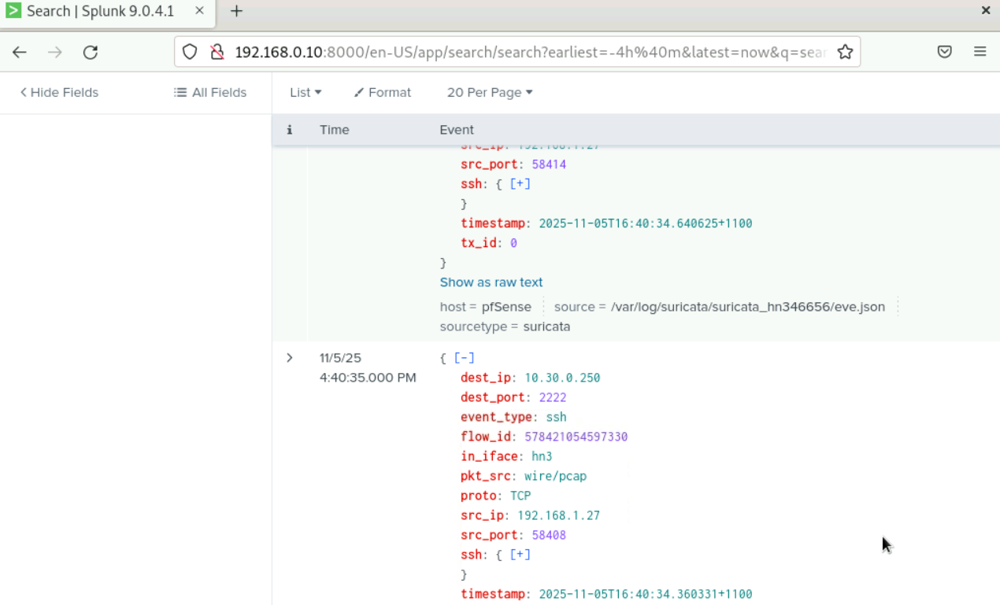 Search | Splunk 9.0.4.1
192.168.0.10:8000/en-US/app/search/search?earliest=-4h%40m&latest=now&q=sear
Hide Fields All Fields List Format 20 Per Page
i Time Event
src_ip: 192.168.1.27
src_port: 58414
ssh: { [+]
}
timestamp: 2025-11-05T16:40:34.640625+1100
tx_id: 0
}
Show as raw text
host = pfSense source = /var/log/suricata/suricata_hn346656/eve.json
sourcetype = suricata
11/5/25 { [-]
4:40:35.000 PM dest_ip: 10.30.0.250
dest_port: 2222
event_type: ssh
flow_id: 578421054597330
in_iface: hn3
pkt_src: wire/pcap
proto: TCP
src_ip: 192.168.1.27
src_port: 58408
ssh: { [+]
}
timestamp: 2025-11-05T16:40:34.360331+1100